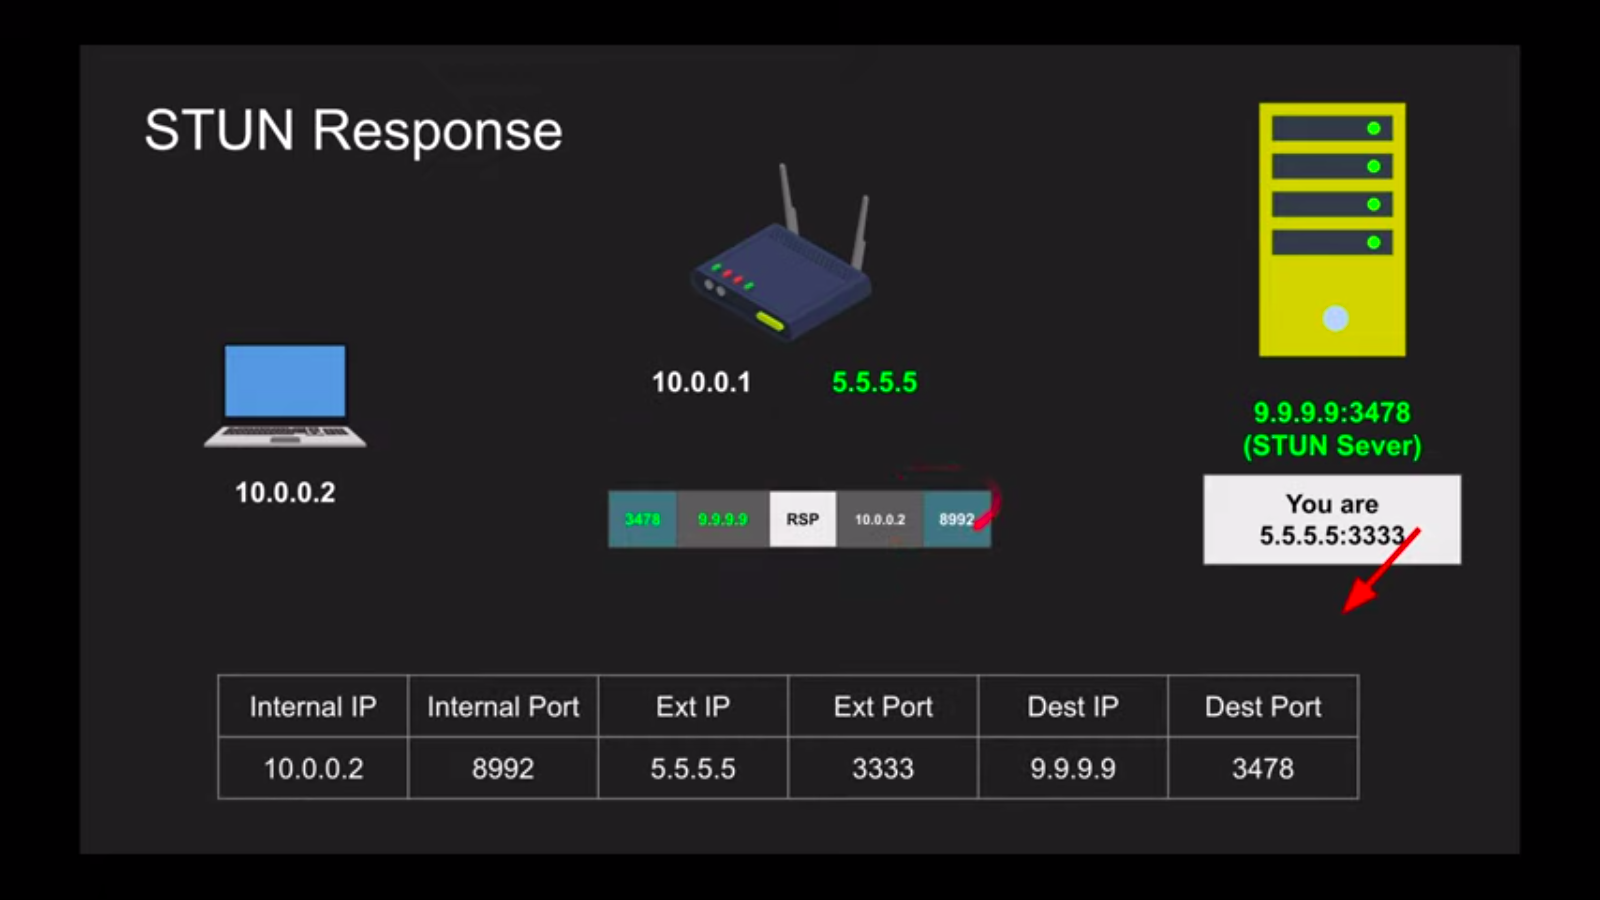 STUN Response
10.0.0.1
5.5.5.5
9.9.9.9:3478
(STUN Sever)
10.0.0.2
You are
5.5.5.5:3333
3478 9.9.9.9 RSP 10.0.0.2 8992
Internal IP Internal Port Ext IP Ext Port Dest IP Dest Port
10.0.0.2 8992 5.5.5.5 3333 9.9.9.9 3478